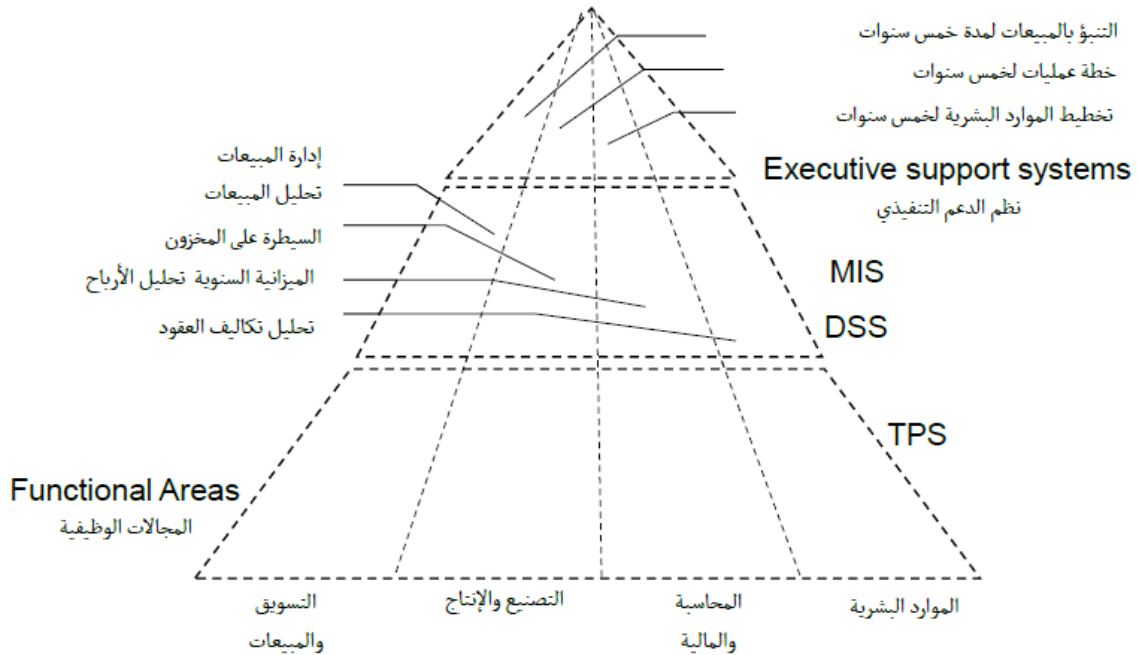 التنبؤ بالمبيعات لمدة خمس سنوات
خطة عمليات لخمس سنوات
تخطيط الموارد البشرية لخمس سنوات
Executive support systems
نظم الدعم التنفيذي
إدارة المبيعات
تحليل المبيعات
السيطرة على المخزون
الميزانية السنوية تحليل الأرباح
تحليل تكاليف العقود
MIS
DSS
TPS
Functional Areas
المجالات الوظيفية
التسويق
والمبيعات
التصنيع والإنتاج
المحاسبة
والمالية
الموارد البشرية